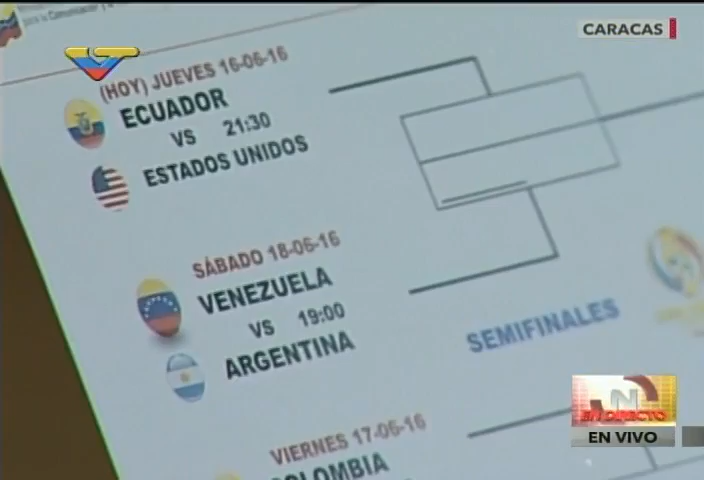 CARACAS
(HOY) JUEVES 16-06-16
ECUADOR
VS 21:30
ESTADOS UNIDOS
SÁBADO 18-06-16
VENEZUELA
VS 19:00
ARGENTINA
SEMIFINALES
VIERNES 17-06-16
COLOMBIA
EN DIRECTO
EN VIVO